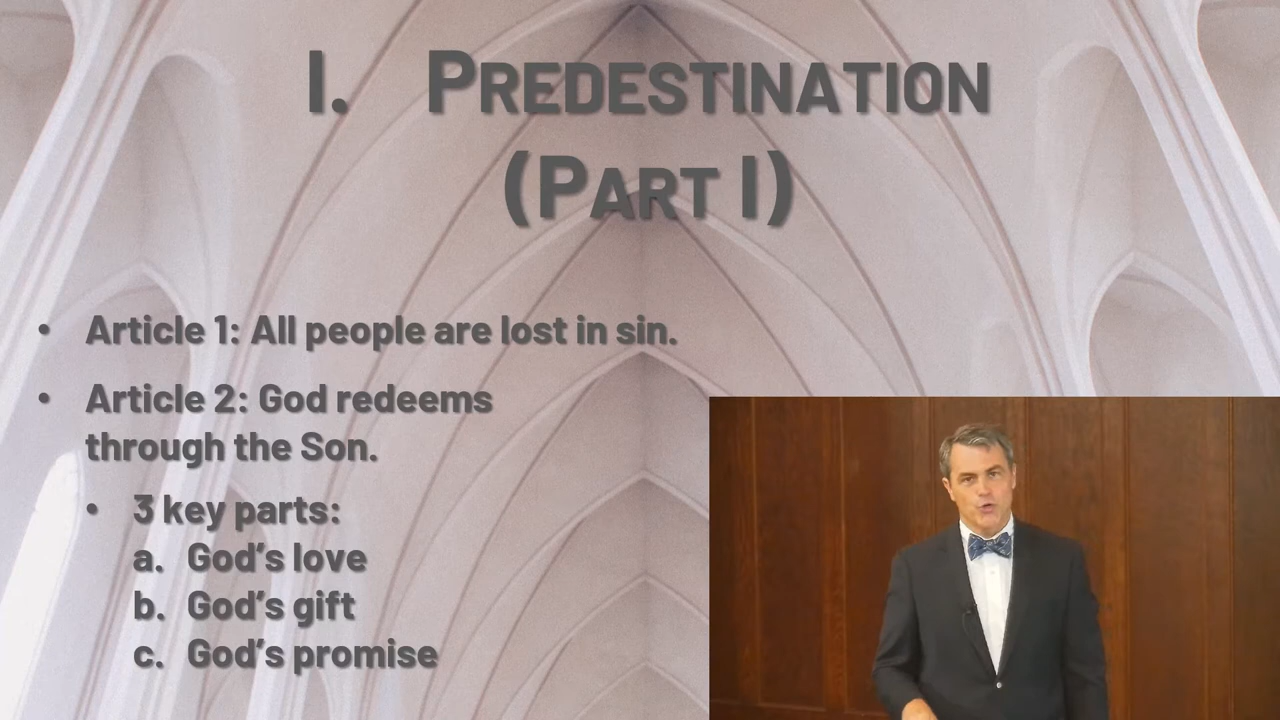 I. Predestination
(Part I)
• Article 1: All people are lost in sin.
• Article 2: God redeems
through the Son.
• 3 key parts:
a. God's love
b. God's gift
c. God's promise